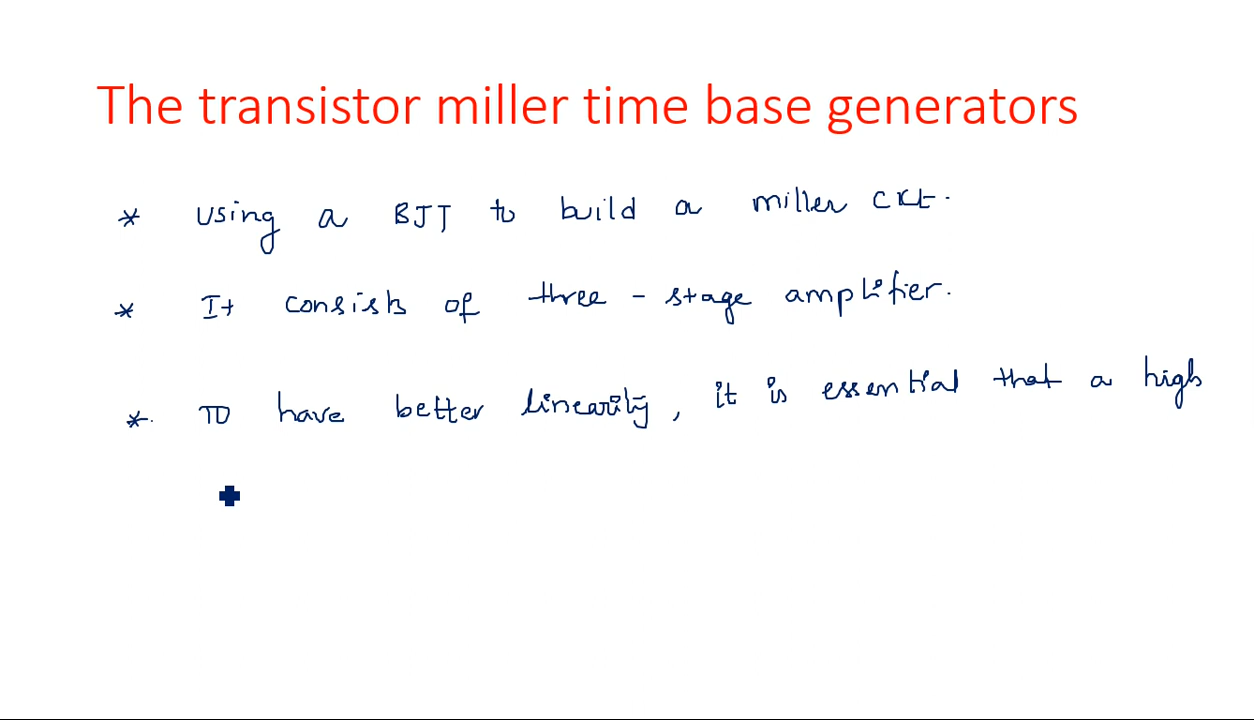 The transistor miller time base generators
* Using a BJT to build a miller ckt.
* It consists of three - stage amplifier.
* To have better linearity, it is essential that a high